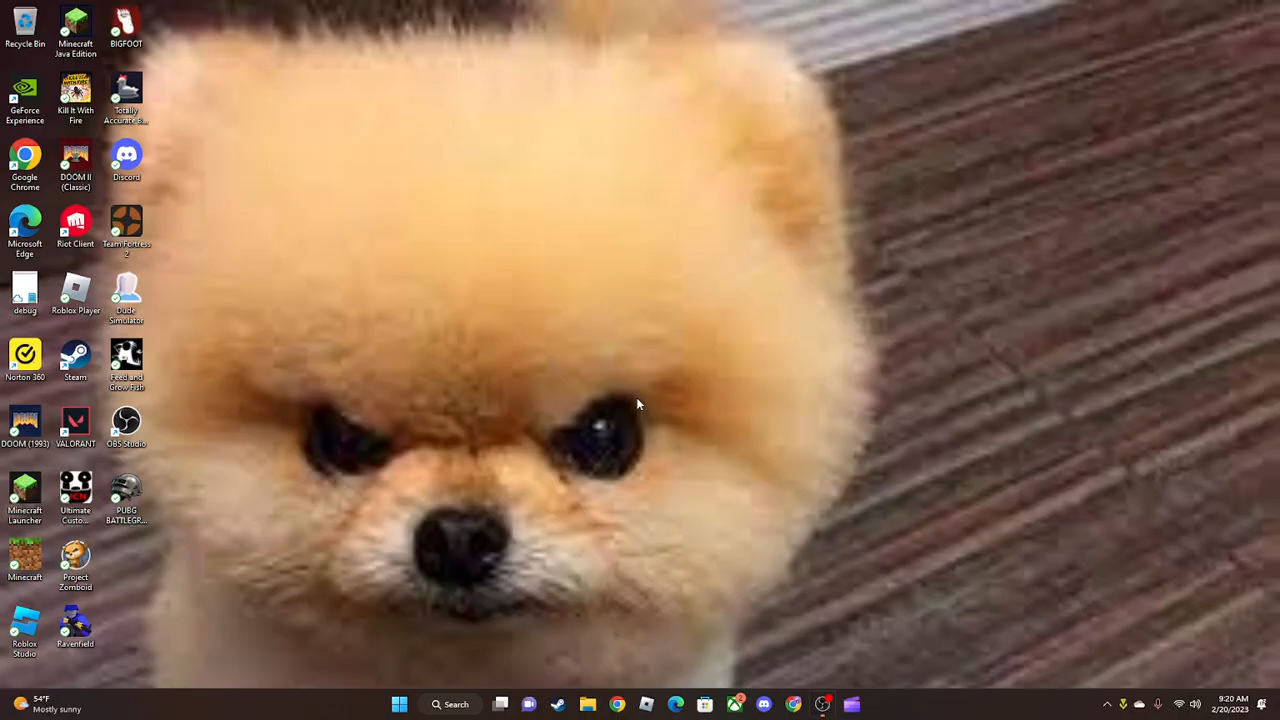 Recycle Bin
Minecraft
Java Edition
BIGFOOT
GeForce
Experience
Kill It With
Fire
Totally
Accurate B...
Google
Chrome
DOOM II
(Classic)
Discord
Microsoft
Edge
Riot Client
Team Fortress
2
debug
Roblox Player
Dude
Simulator
Norton 360
Steam
Feed and
Grow Fish
DOOM (1993)
VALORANT
OBS Studio
Minecraft
Launcher
Ultimate
Custo...
PUBG
BATTLEGR...
Minecraft
Project
Zomboid
Roblox
Studio
Ravenfield
54°F
Mostly sunny
Search
2
9:20 AM
2/20/2023